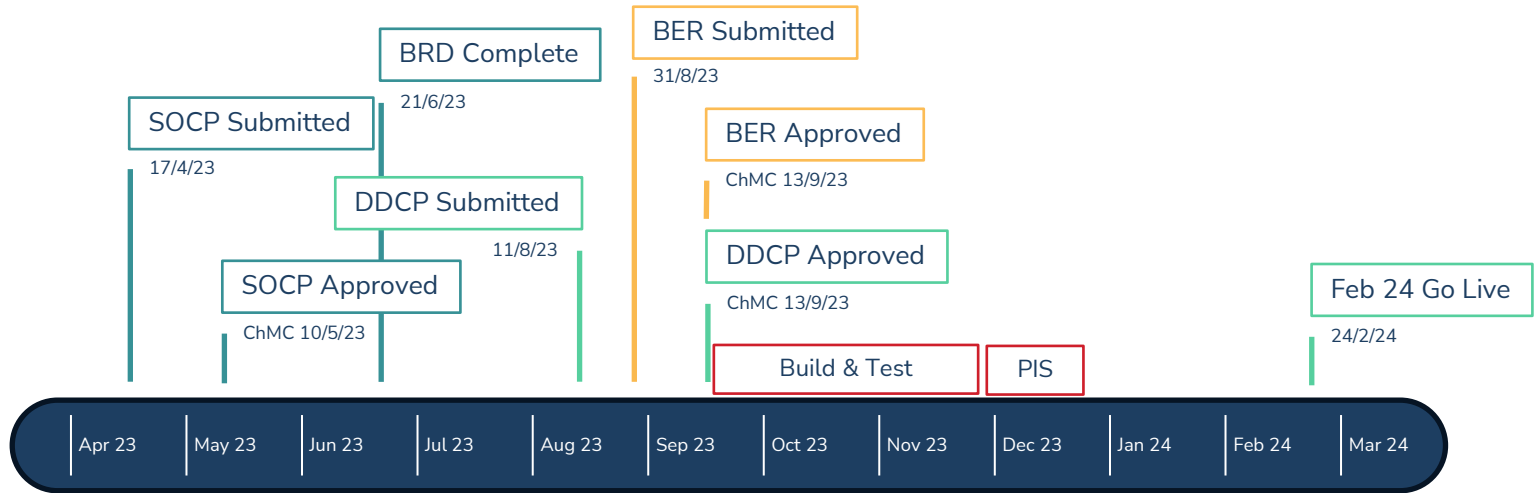 BER Submitted
31/8/23
BRD Complete
21/6/23
SOCP Submitted
17/4/23
BER Approved
ChMC 13/9/23
DDCP Submitted
11/8/23
DDCP Approved
ChMC 13/9/23
SOCP Approved
ChMC 10/5/23
Feb 24 Go Live
24/2/24
Build & Test
PIS
Apr 23
May 23
Jun 23
Jul 23
Aug 23
Sep 23
Oct 23
Nov 23
Dec 23
Jan 24
Feb 24
Mar 24